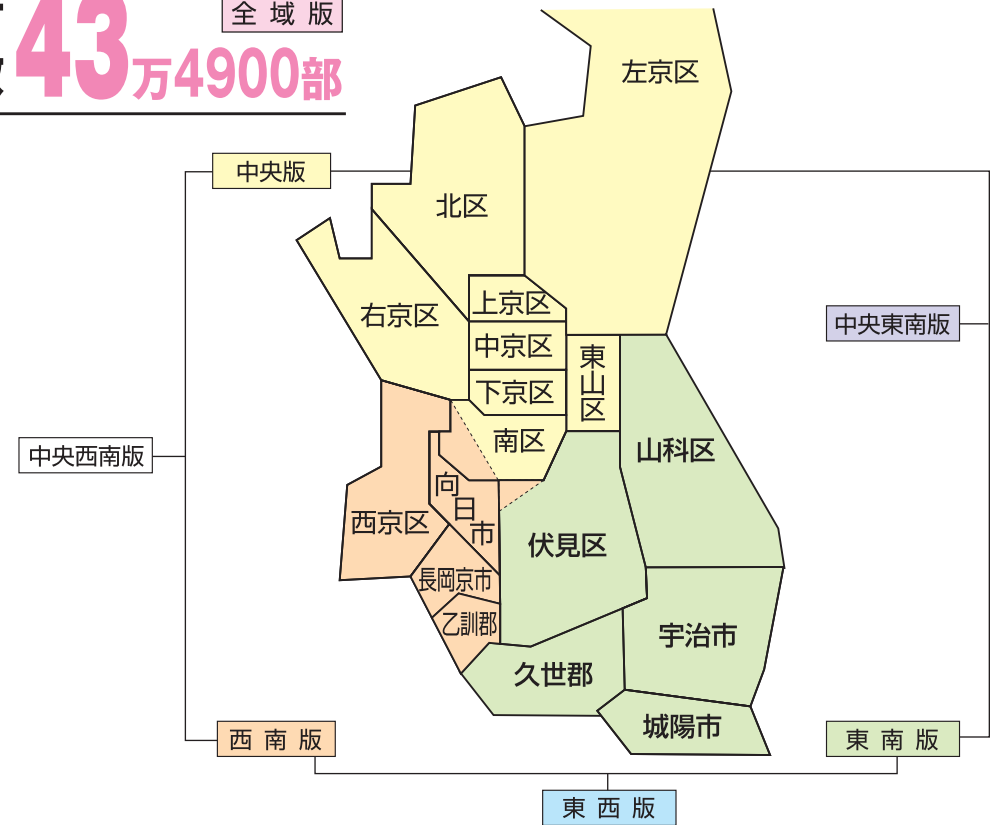 全域版
43万4900部
左京区
中央版
北区
上京区
右京区
中央東南版
中京区
東山区
下京区
南区
山科区
中央西南版
向日市
西京区
伏見区
長岡京市
乙訓郡
宇治市
久世郡
城陽市
西南版
東南版
東西版